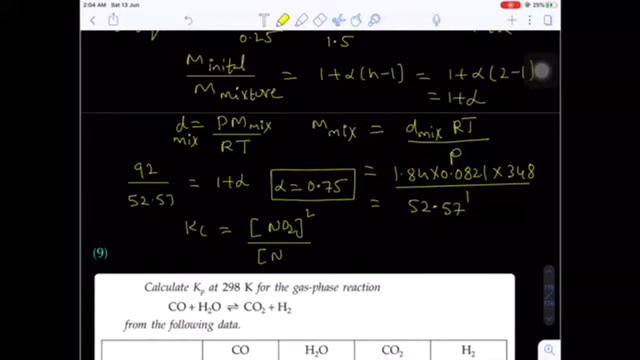 2:04 AM Sat 13 Jun
25%
0.25
1.5
M inital / M mixture = 1+α(n-1) = 1+α(2-1)
= 1+α
d mix = PM mix / RT
M mix = d mix RT / P
= 1.84×0.0821×348 / 1
92 / 52.57 = 1+α
α=0.75
= 52.57
Kc = [NO2]² / [N
(9)
Calculate Kp at 298 K for the gas-phase reaction
CO + H2O ⇌ CO2 + H2
from the following data.
CO H2O CO2 H2